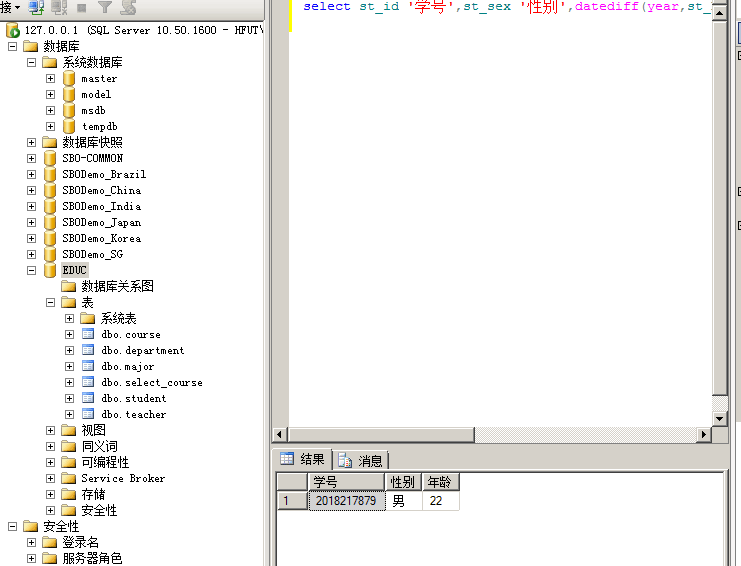 接
127.0.0.1 (SQL Server 10.50.1600 - HFUT\
数据库
系统数据库
master
model
msdb
tempdb
数据库快照
SBO-COMMON
SBODemo_Brazil
SBODemo_China
SBODemo_India
SBODemo_Japan
SBODemo_Korea
SBODemo_SG
EDUC
数据库关系图
表
系统表
dbo.course
dbo.department
dbo.major
dbo.select_course
dbo.student
dbo.teacher
视图
同义词
可编程性
Service Broker
存储
安全性
安全性
登录名
服务器角色
select st_id '学号',st_sex '性别',datediff(year,st_
结果 消息
学号 性别 年龄
1 2018217879 男 22